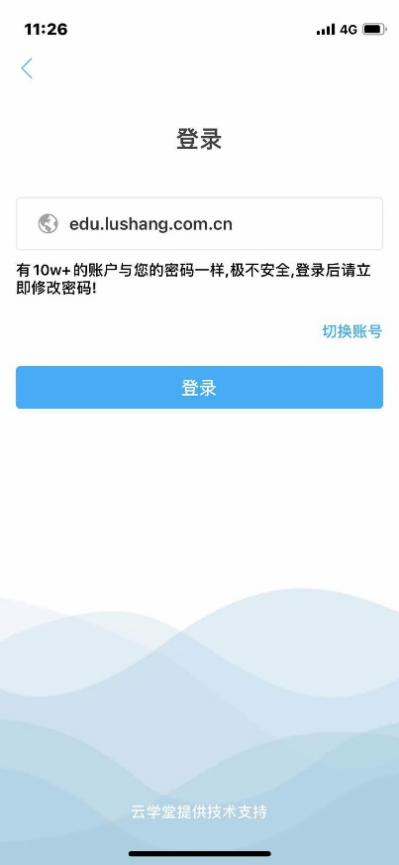 11:26
4G
登录
edu.lushang.com.cn
有10w+的账户与您的密码一样,极不安全,登录后请立
即修改密码!
切换账号
登录
云学堂提供技术支持